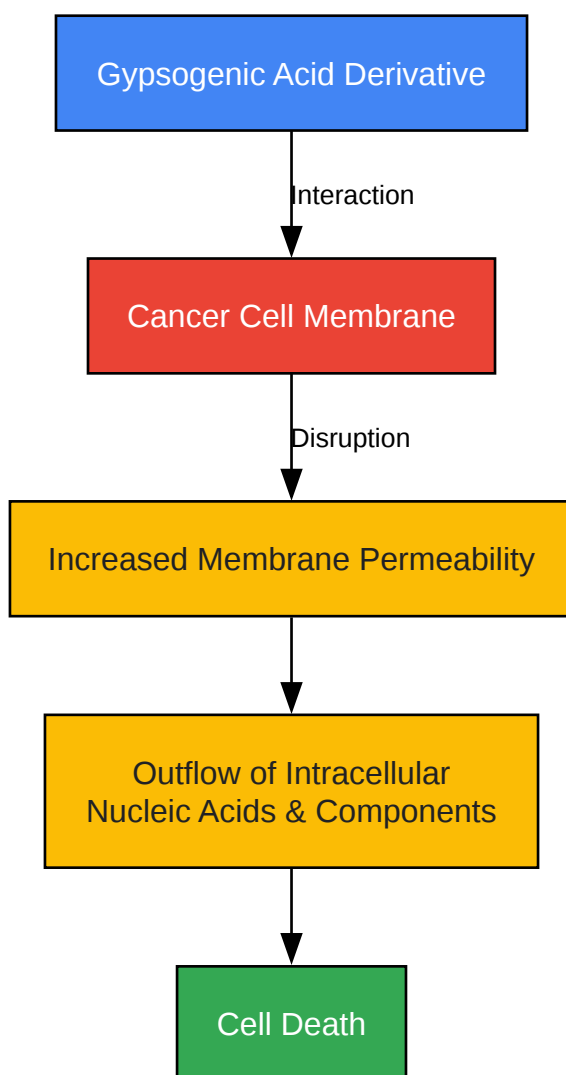 Gypsogenic Acid Derivative
Interaction
Cancer Cell Membrane
Disruption
Increased Membrane Permeability
Outflow of Intracellular
Nucleic Acids & Components
Cell Death